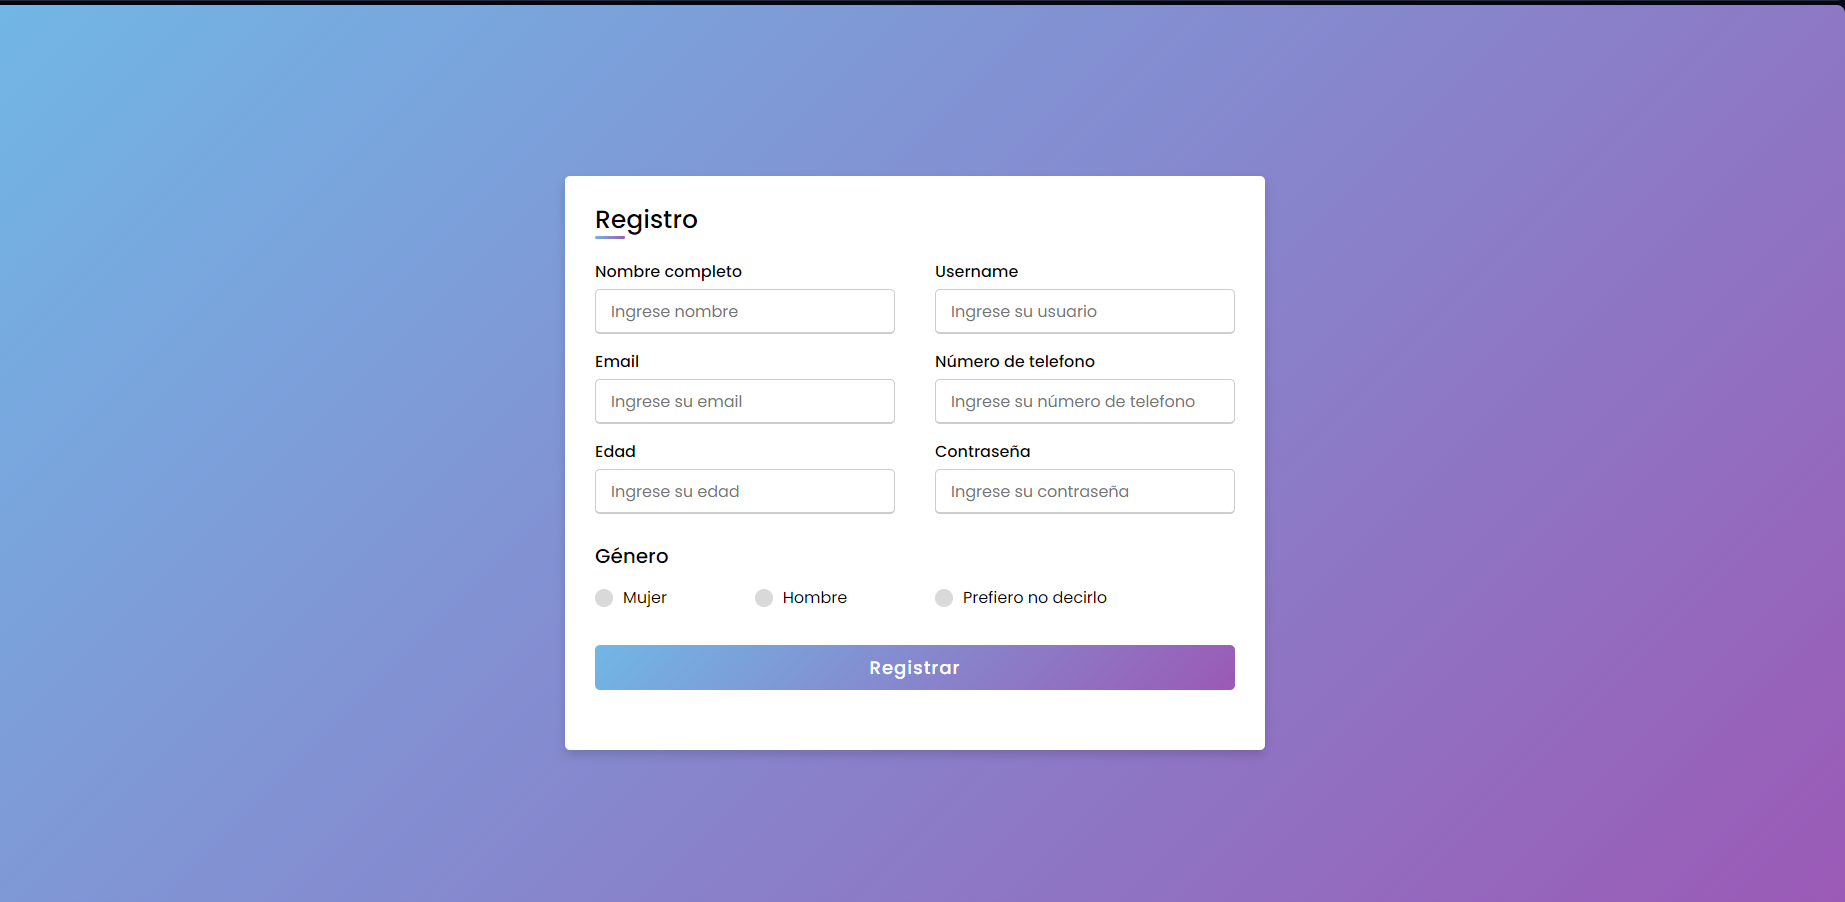 Registro
Nombre completo
Username
Ingrese nombre
Ingrese su usuario
Email
Número de telefono
Ingrese su email
Ingrese su número de telefono
Edad
Contraseña
Ingrese su edad
Ingrese su contraseña
Género
Mujer
Hombre
Prefiero no decirlo
Registrar